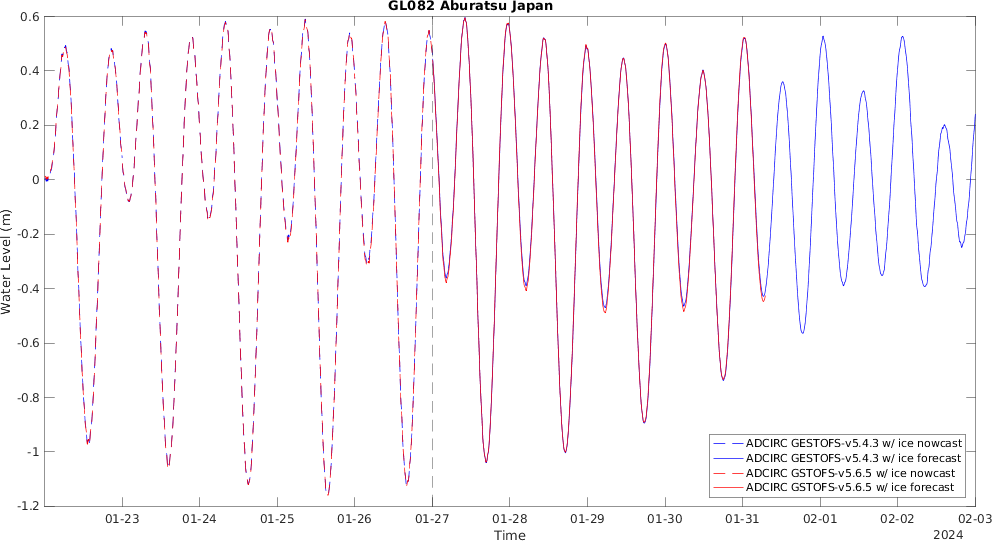 GL082 Aburatsu Japan
0.6
0.4
0.2
0
-0.2
-0.4
-0.6
-0.8
-1
-1.2
Water Level (m)
01-23 01-24 01-25 01-26 01-27 01-28 01-29 01-30 01-31 02-01 02-02 02-03
Time
2024
ADCIRC GESTOFS-v5.4.3 w/ ice nowcast
ADCIRC GESTOFS-v5.4.3 w/ ice forecast
ADCIRC GSTOFS-v5.6.5 w/ ice nowcast
ADCIRC GSTOFS-v5.6.5 w/ ice forecast